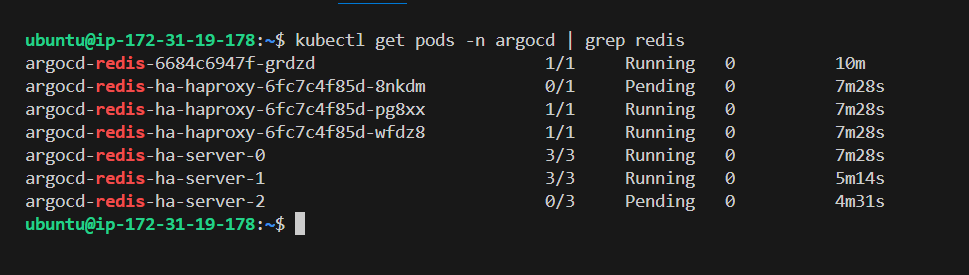 ubuntu@ip-172-31-19-178:~$ kubectl get pods -n argocd | grep redis
argocd-redis-6684c6947f-grdzd 1/1 Running 0 10m
argocd-redis-ha-haproxy-6fc7c4f85d-8nkdm 0/1 Pending 0 7m28s
argocd-redis-ha-haproxy-6fc7c4f85d-pg8xx 1/1 Running 0 7m28s
argocd-redis-ha-haproxy-6fc7c4f85d-wfdz8 1/1 Running 0 7m28s
argocd-redis-ha-server-0 3/3 Running 0 7m28s
argocd-redis-ha-server-1 3/3 Running 0 5m14s
argocd-redis-ha-server-2 0/3 Pending 0 4m31s
ubuntu@ip-172-31-19-178:~$